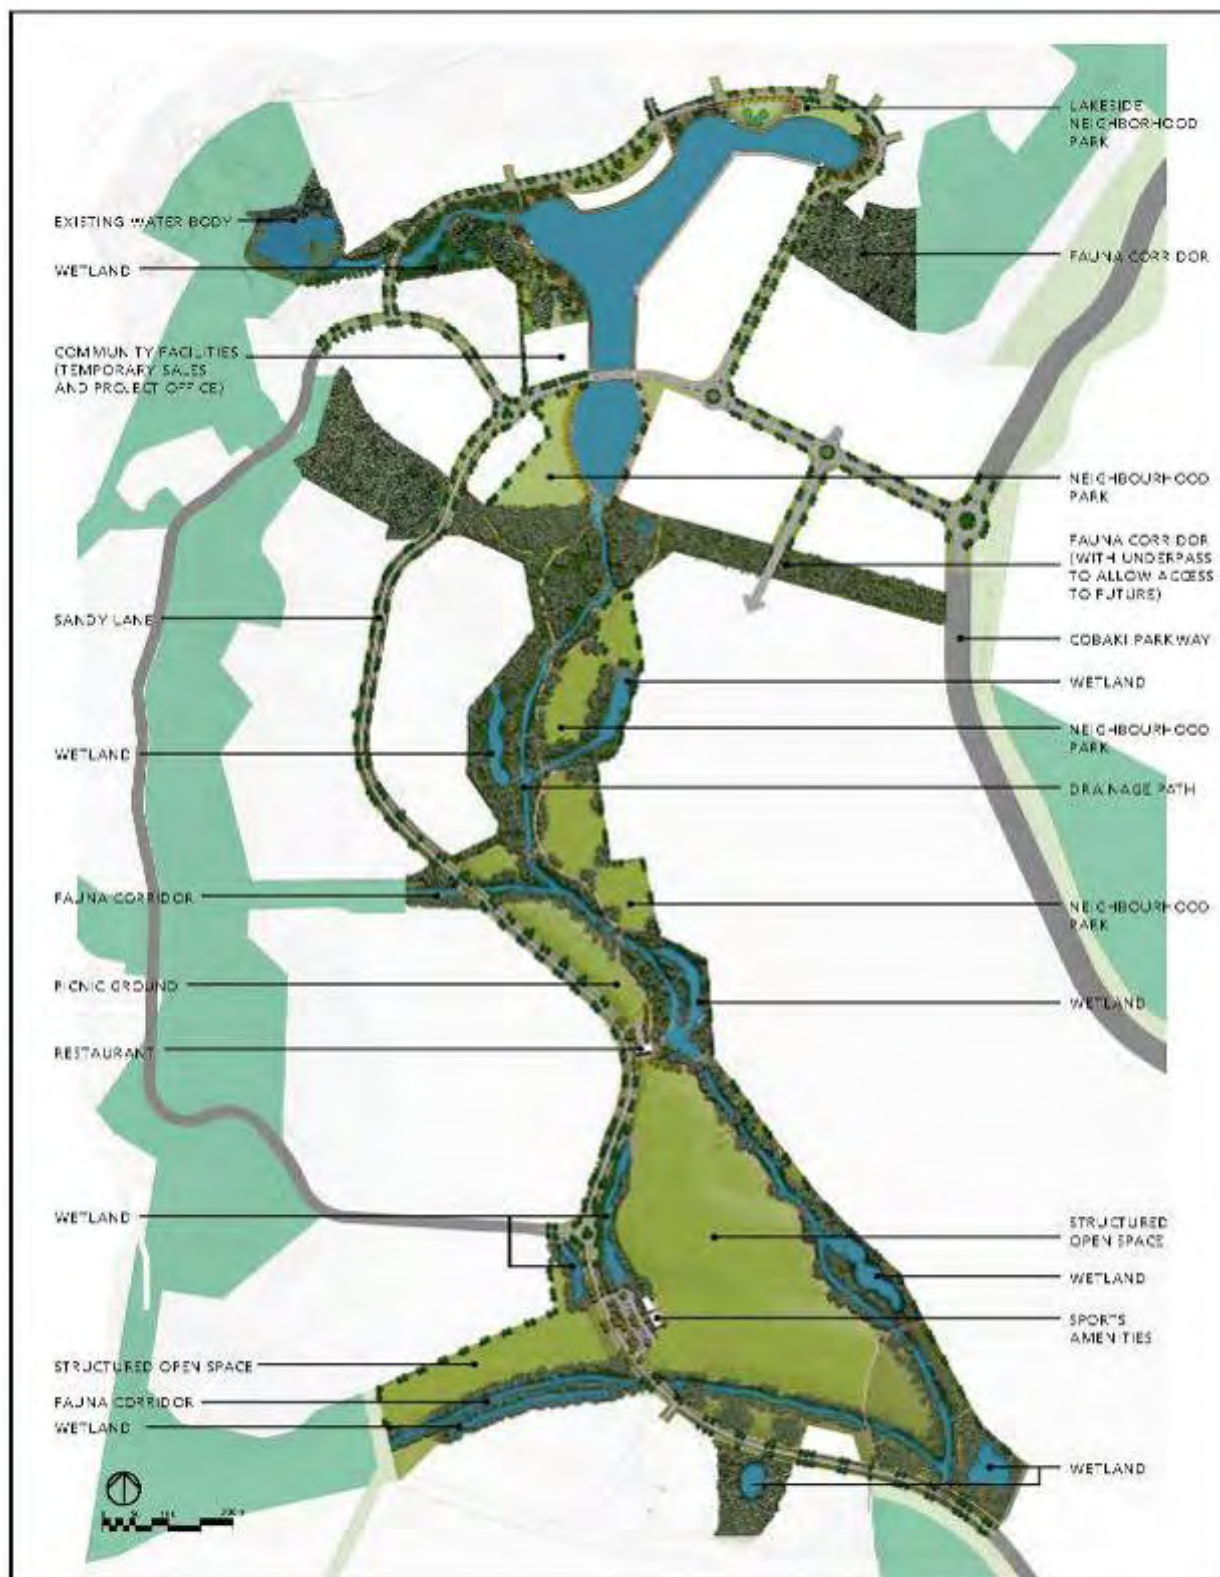 LAKESIDE
NEIGHBORHOOD
PARK
EXISTING WATER BODY
FAUNA CORRIDOR
WETLAND
COMMUNITY FACILITIES
(TEMPORARY SALES
AND PROJECT OFFICE)
NEIGHBOURHOOD
PARK
FAUNA CORRIDOR
(WITH UNDERPASS
TO ALLOW ACCESS
TO FUTURE)
SANDY LANE
COBAKI PARKWAY
WETLAND
NEIGHBOURHOOD
PARK
WETLAND
DRAINAGE PATH
FAUNA CORRIDOR
NEIGHBOURHOOD
PARK
PICNIC GROUND
WETLAND
RESTAURANT
WETLAND
STRUCTURED
OPEN SPACE
WETLAND
SPORTS
AMENITIES
STRUCTURED OPEN SPACE
FAUNA CORRIDOR
WETLAND
WETLAND